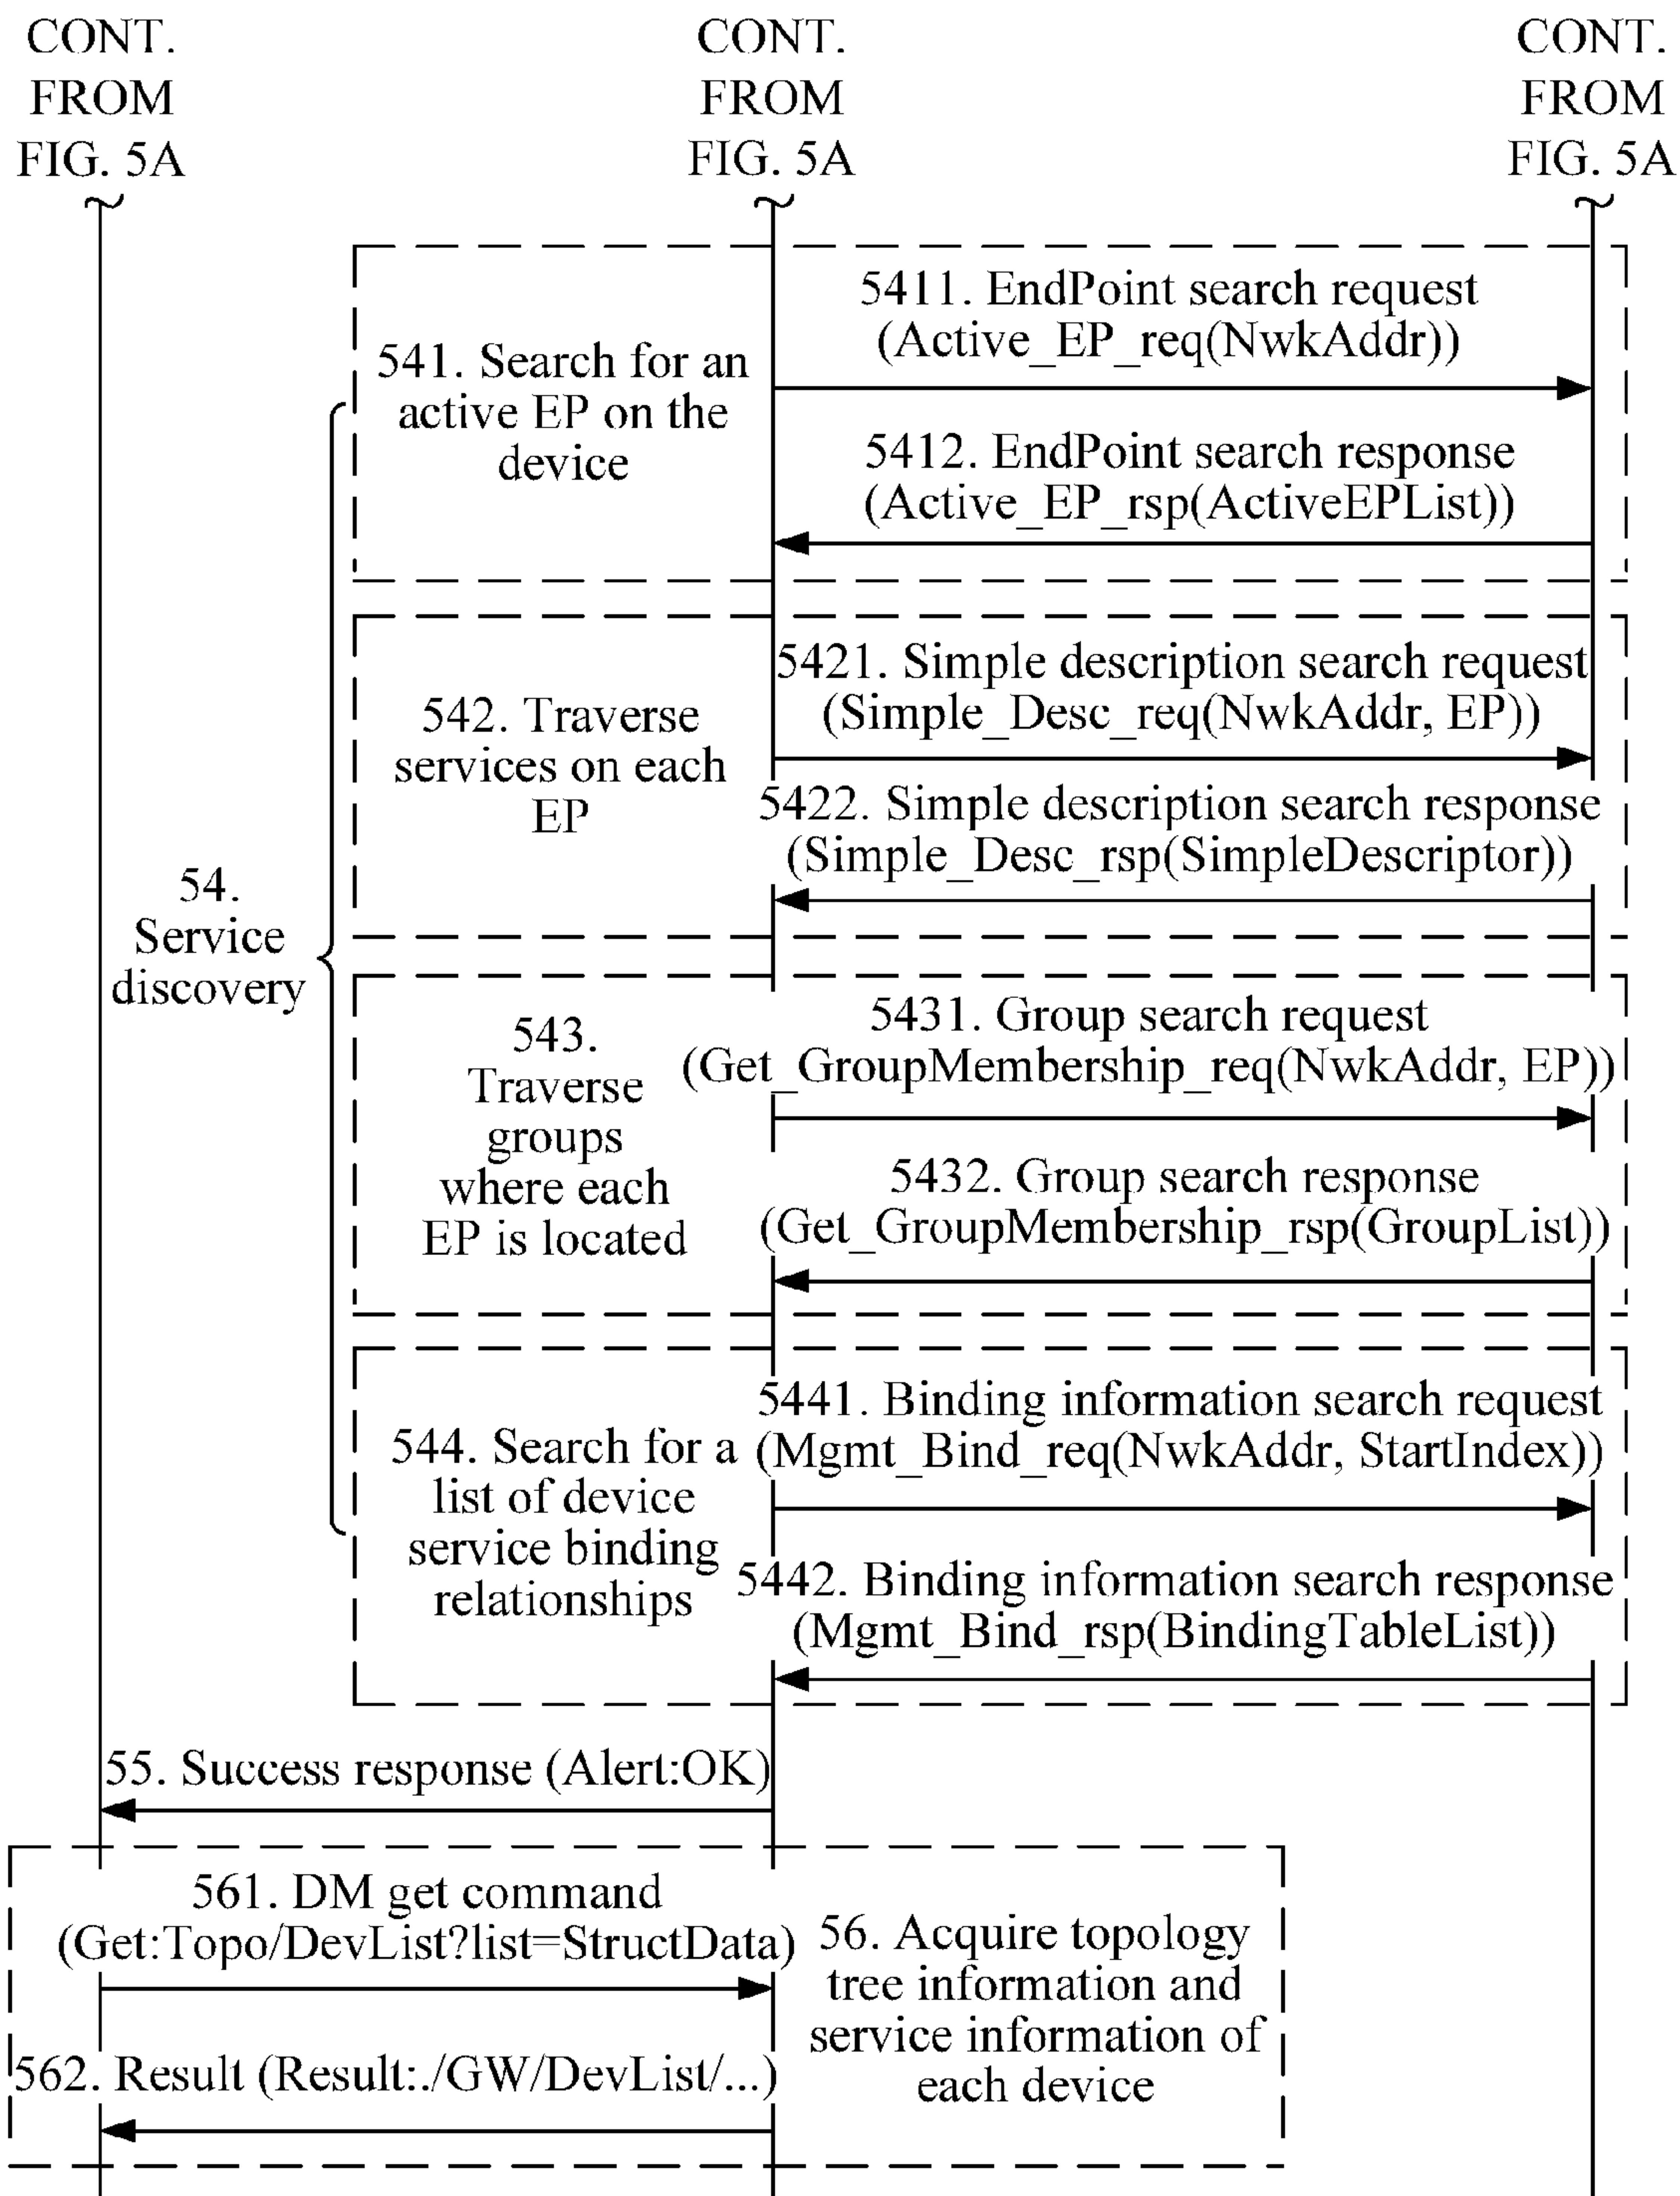 CONT.
FROM
FIG. 5A
CONT.
FROM
FIG. 5A
CONT.
FROM
FIG. 5A
54.
Service
discovery
541. Search for an
active EP on the
device
5411. EndPoint search request
(Active_EP_req(NwkAddr))
5412. EndPoint search response
(Active_EP_rsp(ActiveEPList))
542. Traverse
services on each
EP
5421. Simple description search request
(Simple_Desc_req(NwkAddr, EP))
5422. Simple description search response
(Simple_Desc_rsp(SimpleDescriptor))
543.
Traverse
groups
where each
EP is located
5431. Group search request
(Get_GroupMembership_req(NwkAddr, EP))
5432. Group search response
(Get_GroupMembership_rsp(GroupList))
544. Search for a
list of device
service binding
relationships
5441. Binding information search request
(Mgmt_Bind_req(NwkAddr, StartIndex))
5442. Binding information search response
(Mgmt_Bind_rsp(BindingTableList))
55. Success response (Alert:OK)
561. DM get command
(Get:Topo/DevList?list=StructData)
562. Result (Result:./GW/DevList/...)
56. Acquire topology
tree information and
service information of
each device